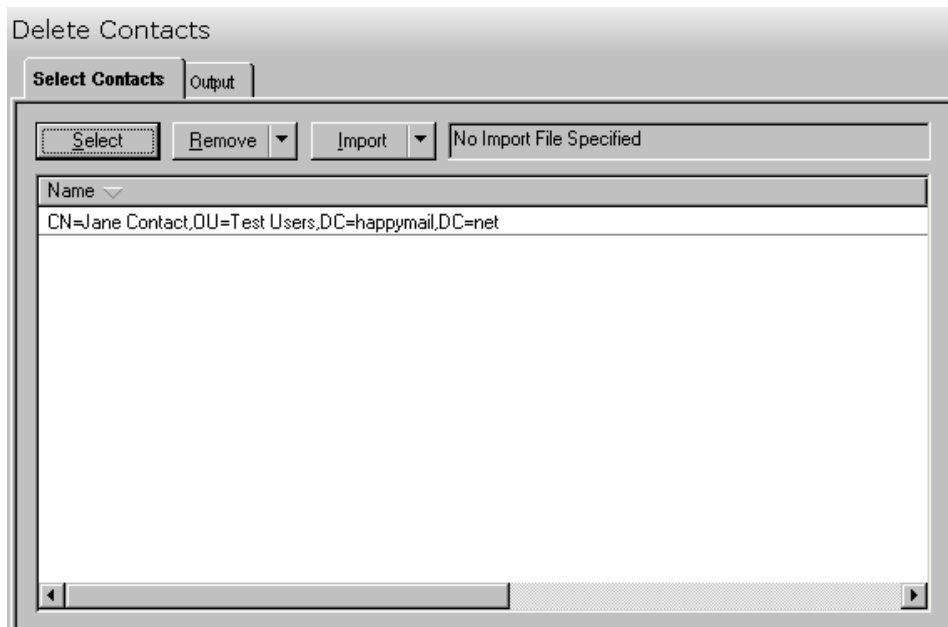 Delete Contacts
Select Contacts Output
Select Remove Import No Import File Specified
Name
CN=Jane Contact,OU=Test Users,DC=happymail,DC=net